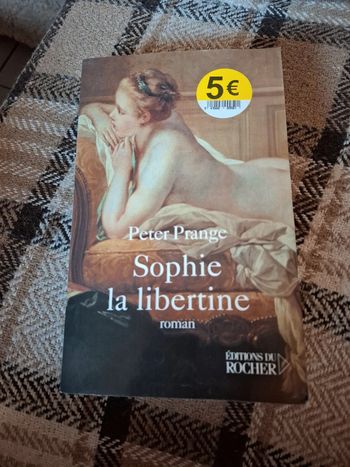 5€
Peter Prange
Sophie
la libertine
roman
ÉDITIONS DU
ROCHER